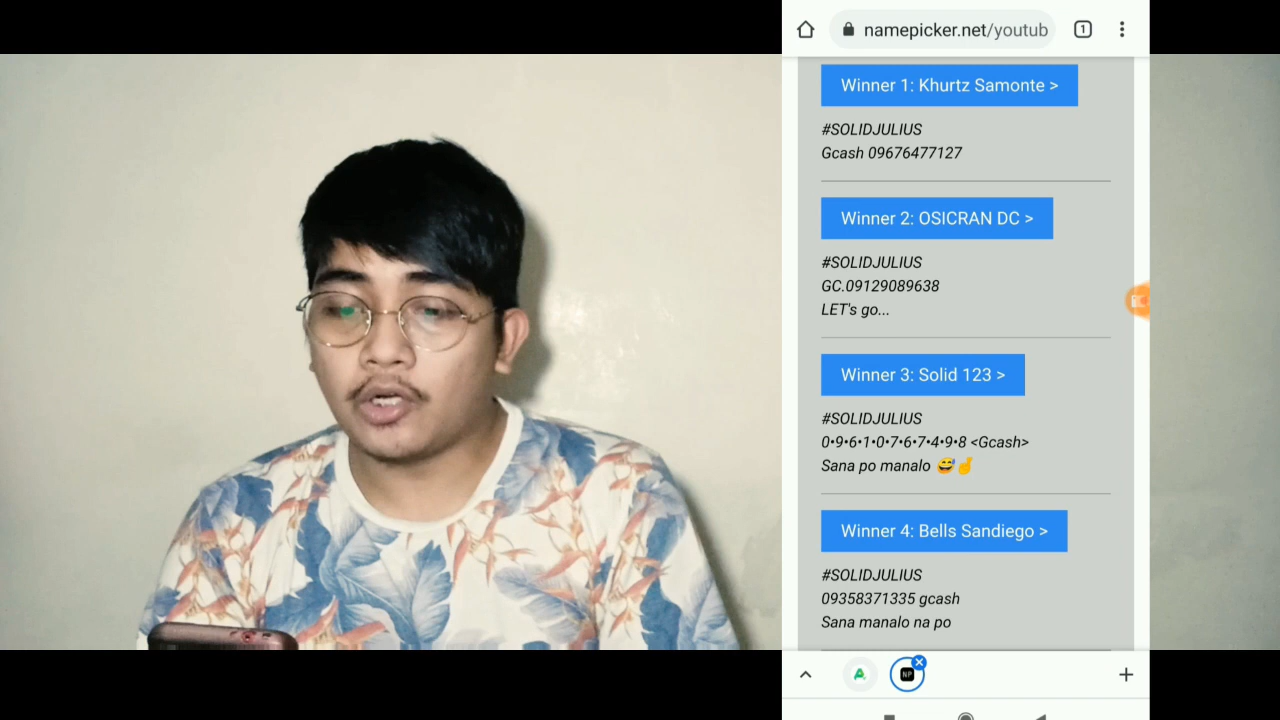 namepicker.net/youtub
1
Winner 1: Khurtz Samonte >
#SOLIDJULIUS
Gcash 09676477127
Winner 2: OSICRAN DC >
#SOLIDJULIUS
GC.09129089638
LET's go...
Winner 3: Solid 123 >
#SOLIDJULIUS
0•9•6•1•0•7•6•7•4•9•8 <Gcash>
Sana po manalo 😅🤞
Winner 4: Bells Sandiego >
#SOLIDJULIUS
09358371335 gcash
Sana manalo na po
NP